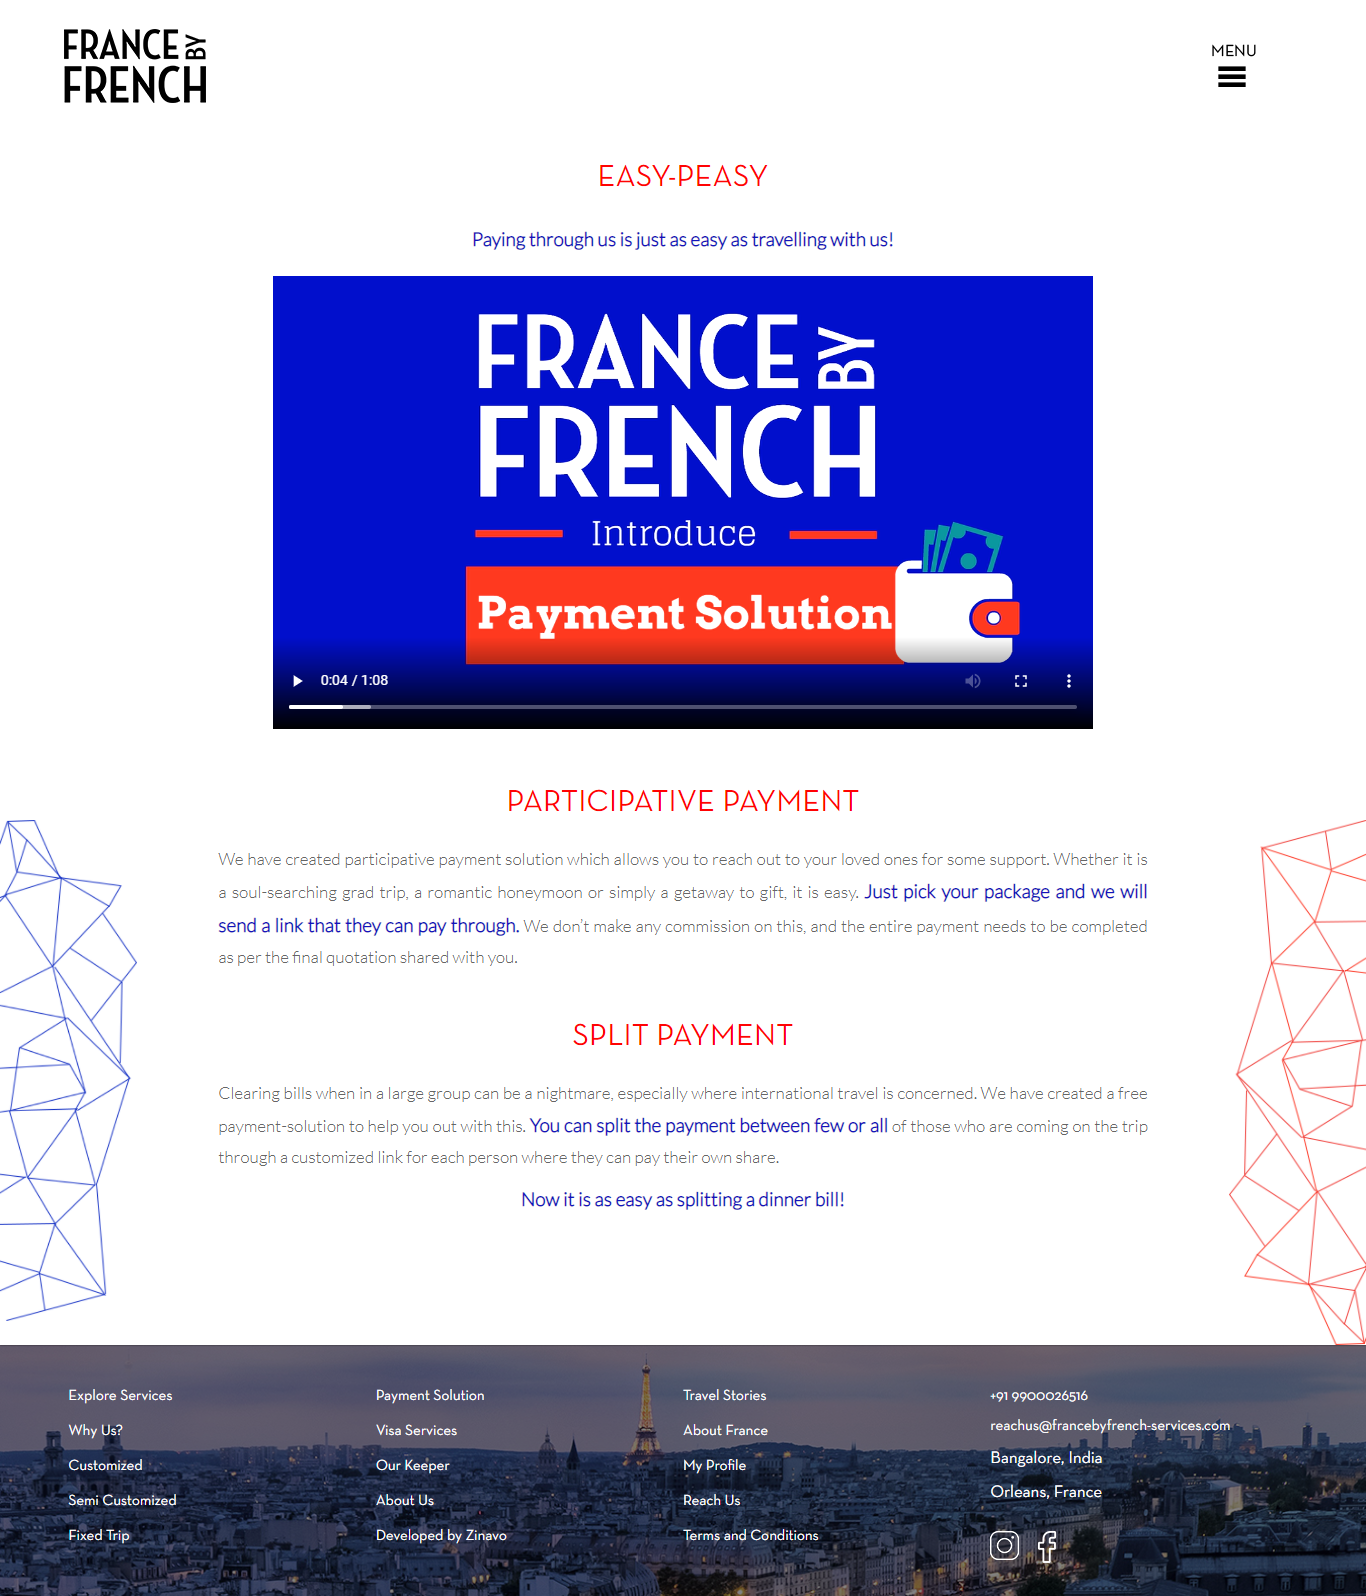 FRANCE BY
FRENCH
MENU
EASY-PEASY
Paying through us is just as easy as travelling with us!
FRANCE BY
FRENCH
Introduce
Payment Solution
0:04 / 1:08
PARTICIPATIVE PAYMENT
We have created participative payment solution which allows you to reach out to your loved ones for some support. Whether it is
a soul-searching grad trip, a romantic honeymoon or simply a getaway to gift, it is easy. Just pick your package and we will
send a link that they can pay through. We don’t make any commission on this, and the entire payment needs to be completed
as per the final quotation shared with you.
SPLIT PAYMENT
Clearing bills when in a large group can be a nightmare, especially where international travel is concerned. We have created a free
payment-solution to help you out with this. You can split the payment between few or all of those who are coming on the trip
through a customized link for each person where they can pay their own share.
Now it is as easy as splitting a dinner bill!
Explore Services
Why Us?
Customized
Semi Customized
Fixed Trip
Payment Solution
Visa Services
Our Keeper
About Us
Developed by Zinavo
Travel Stories
About France
My Profile
Reach Us
Terms and Conditions
+91 9900026516
reachus@francebyfrench-services.com
Bangalore, India
Orleans, France